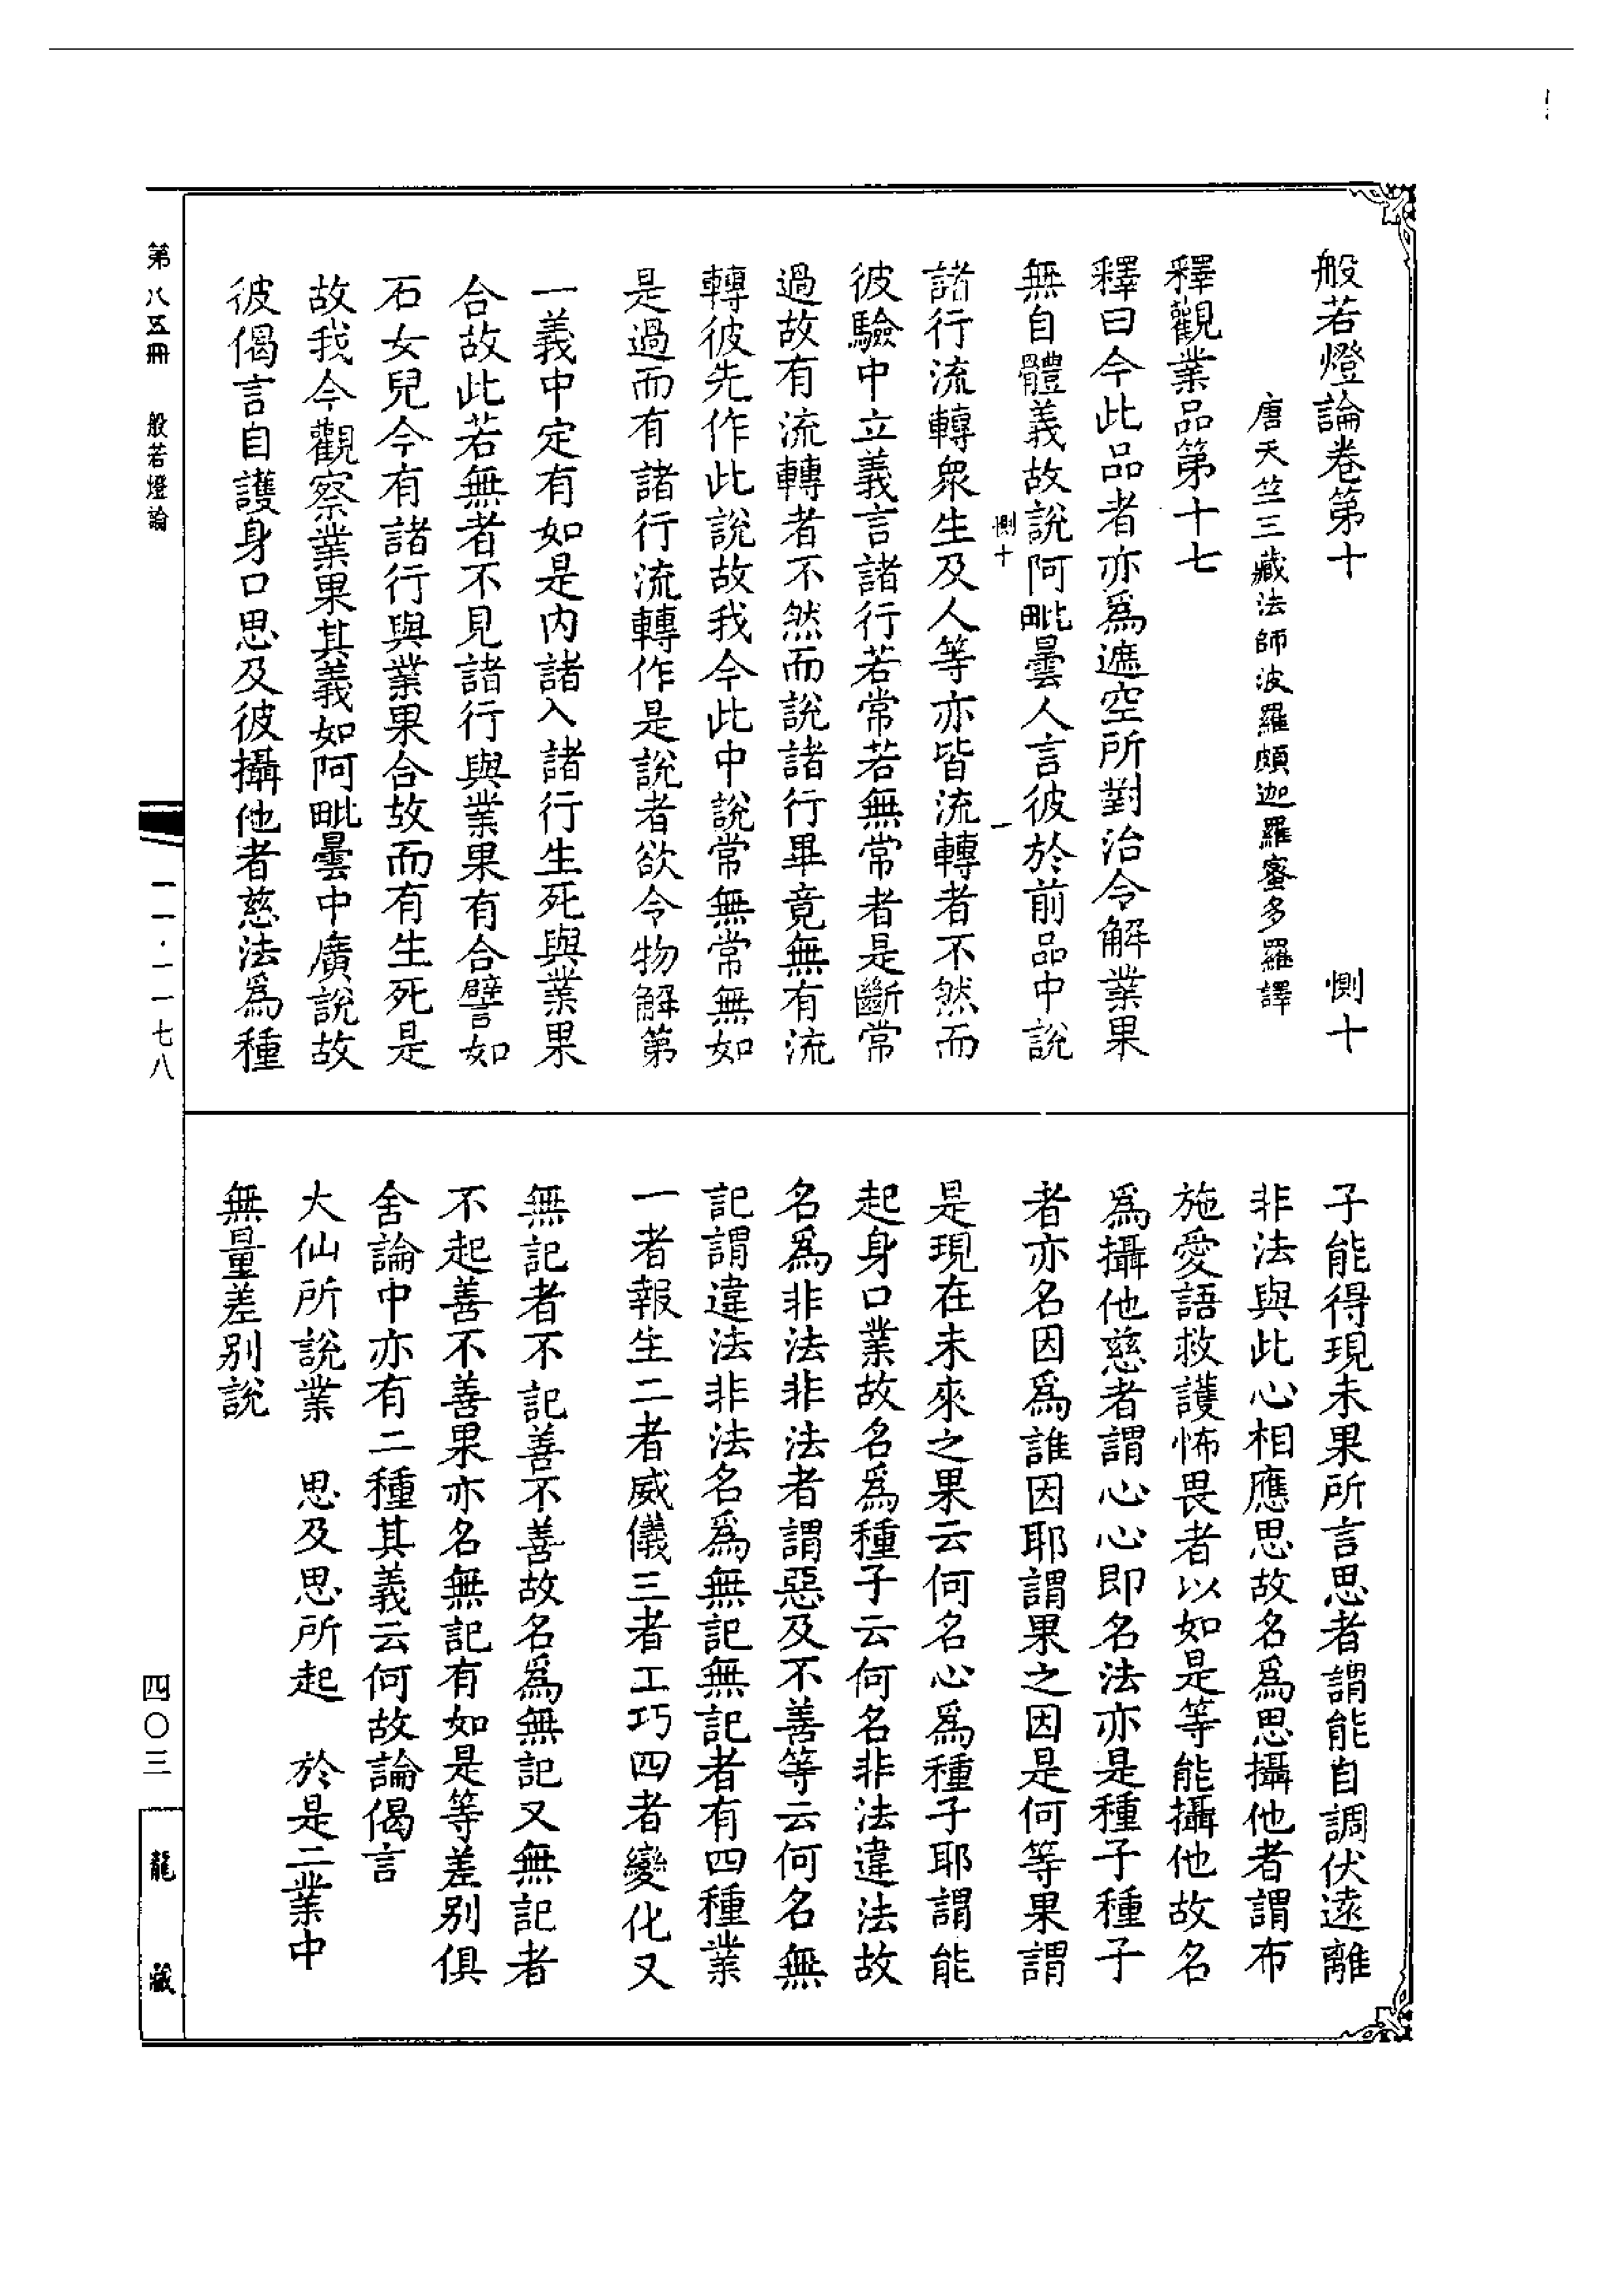 般若燈論卷第十　惻十
唐天竺三藏法師波羅頗迦羅蜜多羅譯
釋觀業品第十七
釋曰今此品者亦爲遮空所對治令解業果
無自體義故說阿毗曇人言彼於前品中說
惻十　一
諸行流轉衆生及人等亦皆流轉者不然而
彼驗中立義言諸行若常若無常者是斷常
過故有流轉者不然而說諸行畢竟無有流
轉彼先作此說故我今此中說常無常無如
是過而有諸行流轉作是說者欲令物解第
一義中定有如是内諸入諸行生死與業果
合故此若無者不見諸行與業果有合譬如
石女兒今有諸行與業果合故而有生死是
故我今觀察業果其義如阿毗曇中廣說故
彼偈言自護身口思及彼攝他者慈法爲種
子能得現未果所言思者謂能自調伏遠離
非法與此心相應思故名爲思攝他者謂布
施愛語救護怖畏者以如是等能攝他故名
爲攝他慈者謂心心即名法亦是種子種子
者亦名因爲誰因耶謂果之因是何等果謂
是現在未來之果云何名心爲種子耶謂能
起身口業故名爲種子云何名非法違法故
名爲非法非法者謂惡及不善等云何名無
記謂違法非法名爲無記無記者有四種業
一者報生二者威儀三者工巧四者變化又
無記者不記善不善故名爲無記又無記者
不起善不善果亦名無記有如是等差別俱
舍論中亦有二種其義云何故論偈言
大仙所說業　思及思所起　於是二業中
無量差别說
第八五冊　般若燈論
一一·一一七八
四〇三
龍藏